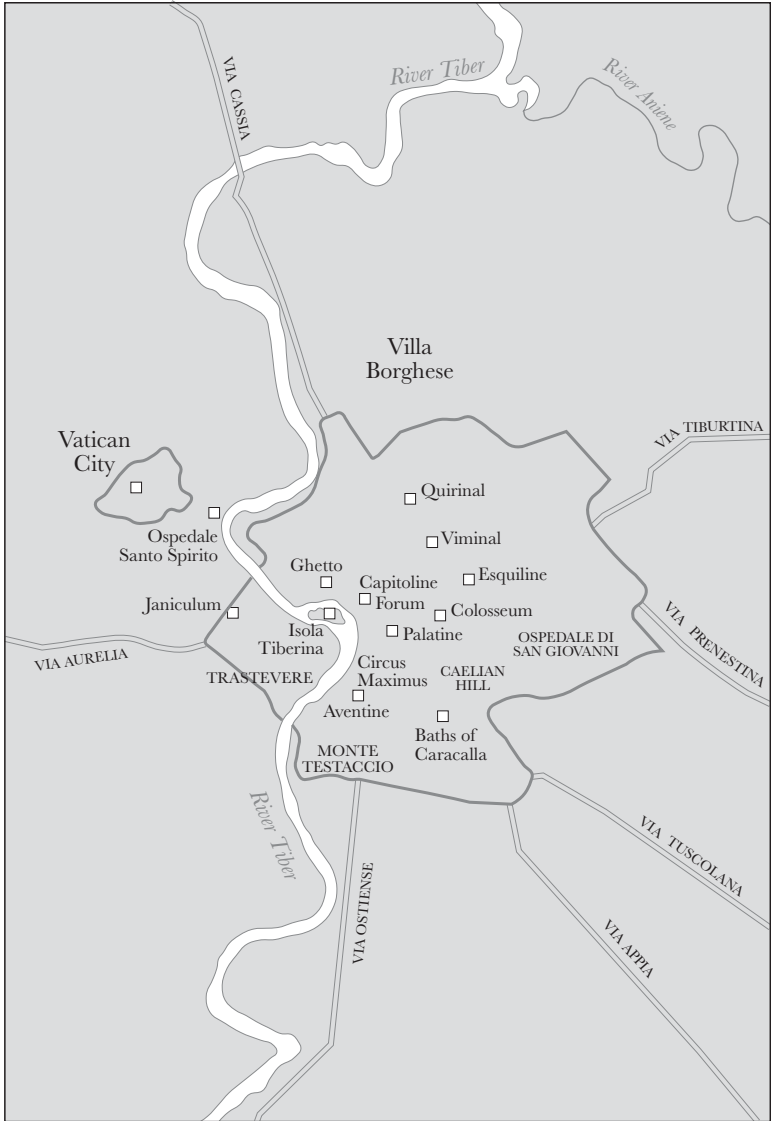 VIA CASSIA
River Tiber
River Aniene
Villa
Borghese
VIA TIBURTINA
Vatican
City
Quirinal
Ospedale
Santo Spirito
Viminal
Ghetto
Capitoline
Esquiline
Janiculum
Forum
Colosseum
VIA PRENESTINA
Isola
Tiberina
Palatine
OSPEDALE DI
SAN GIOVANNI
VIA AURELIA
TRASTEVERE
Circus
Maximus
CAELIAN
HILL
Aventine
Baths of
Caracalla
MONTE
TESTACCIO
River Tiber
VIA TUSCOLANA
VIA OSTIENSE
VIA APPIA